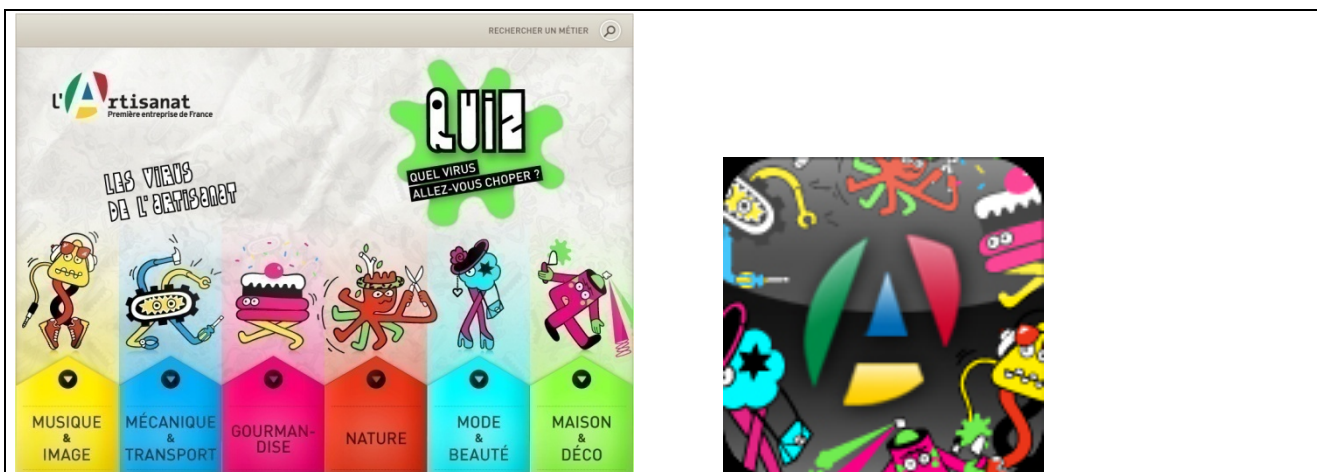 RECHERCHER UN MÉTIER
L'Artisanat
Première entreprise de France
QUIZ
QUEL VIRUS
ALLEZ-VOUS CHOPER ?
LES VIRUS
DE L'ARTISANAT
MUSIQUE
&
IMAGE
MÉCANIQUE
&
TRANSPORT
GOURMAN-
DISE
NATURE
MODE
&
BEAUTÉ
MAISON
&
DÉCO